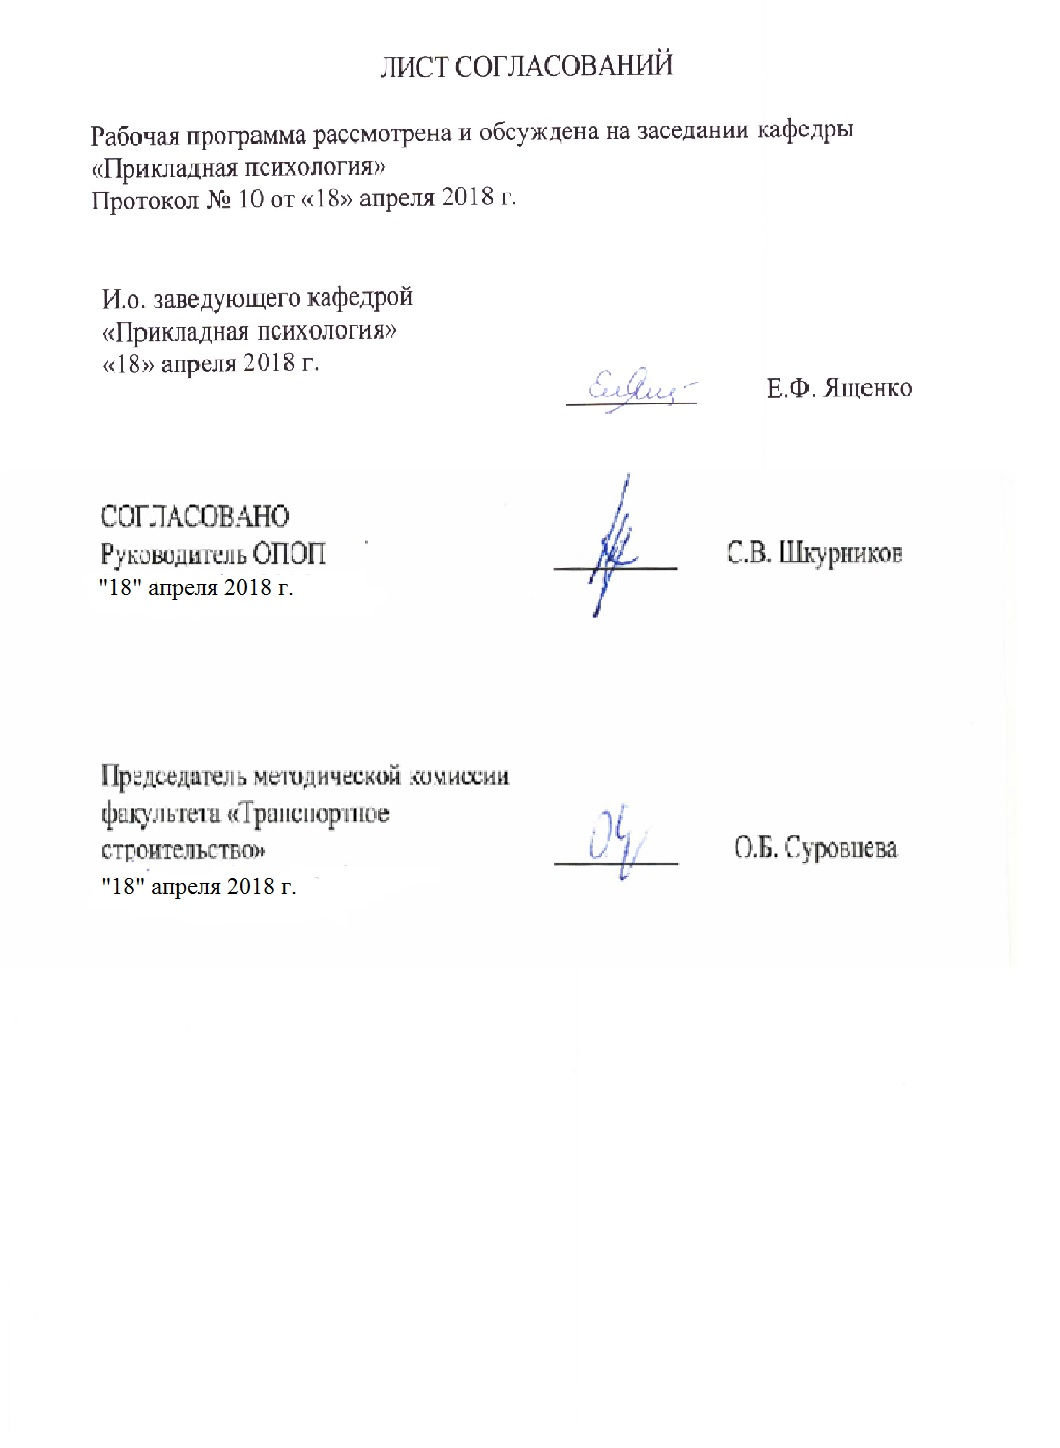 ЛИСТ СОГЛАСОВАНИЙ
Рабочая программа рассмотрена и обсуждена на заседании кафедры
«Прикладная психология»
Протокол № 10 от «18» апреля 2018 г.
И.о. заведующего кафедрой
«Прикладная психология»
«18» апреля 2018 г.
Е.Ф. Ященко
СОГЛАСОВАНО
Руководитель ОПОП
С.В. Шкурников
"18" апреля 2018 г.
Председатель методической комиссии
факультета «Транспортное
строительство»
О.Б. Суровцева
"18" апреля 2018 г.